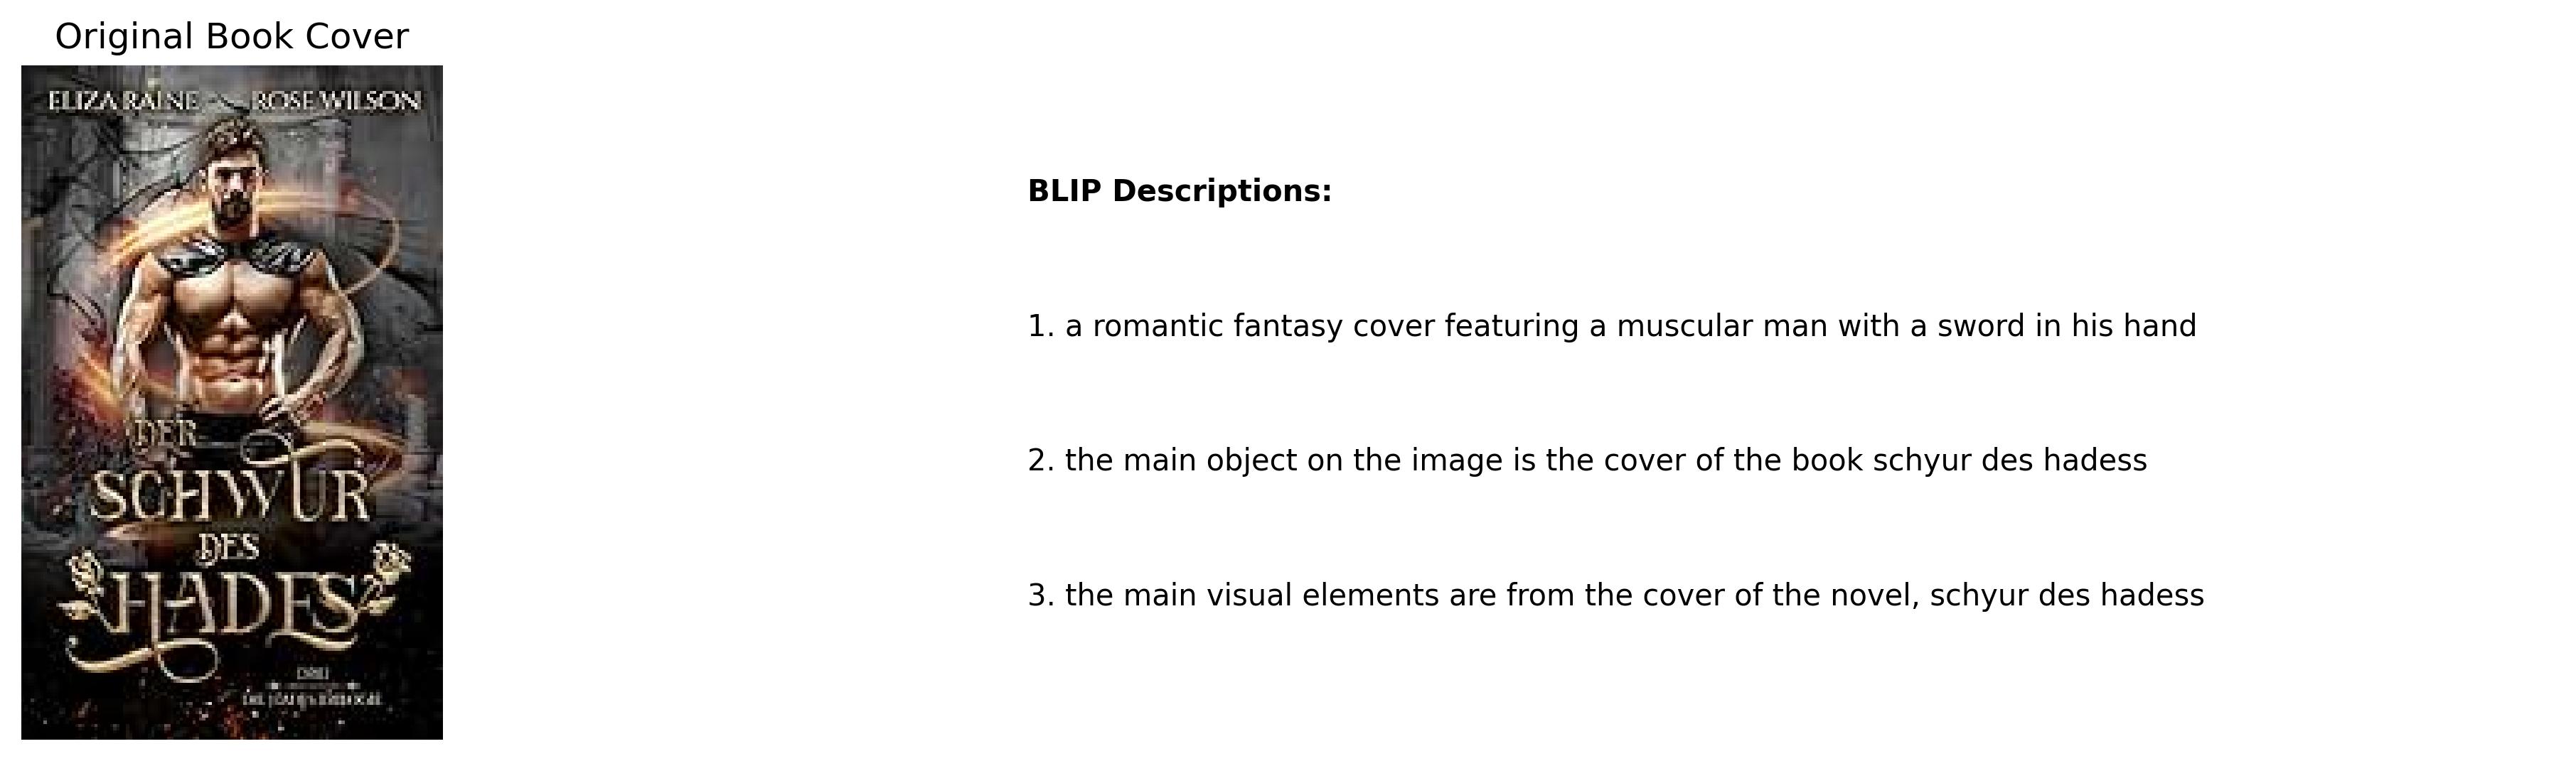 Original Book Cover
ELIZA RAINE ROSE WILSON
DER
SCHWUR
DES
HADES
BLIP Descriptions:
1. a romantic fantasy cover featuring a muscular man with a sword in his hand
2. the main object on the image is the cover of the book schyur des hadess
3. the main visual elements are from the cover of the novel, schyur des hadess